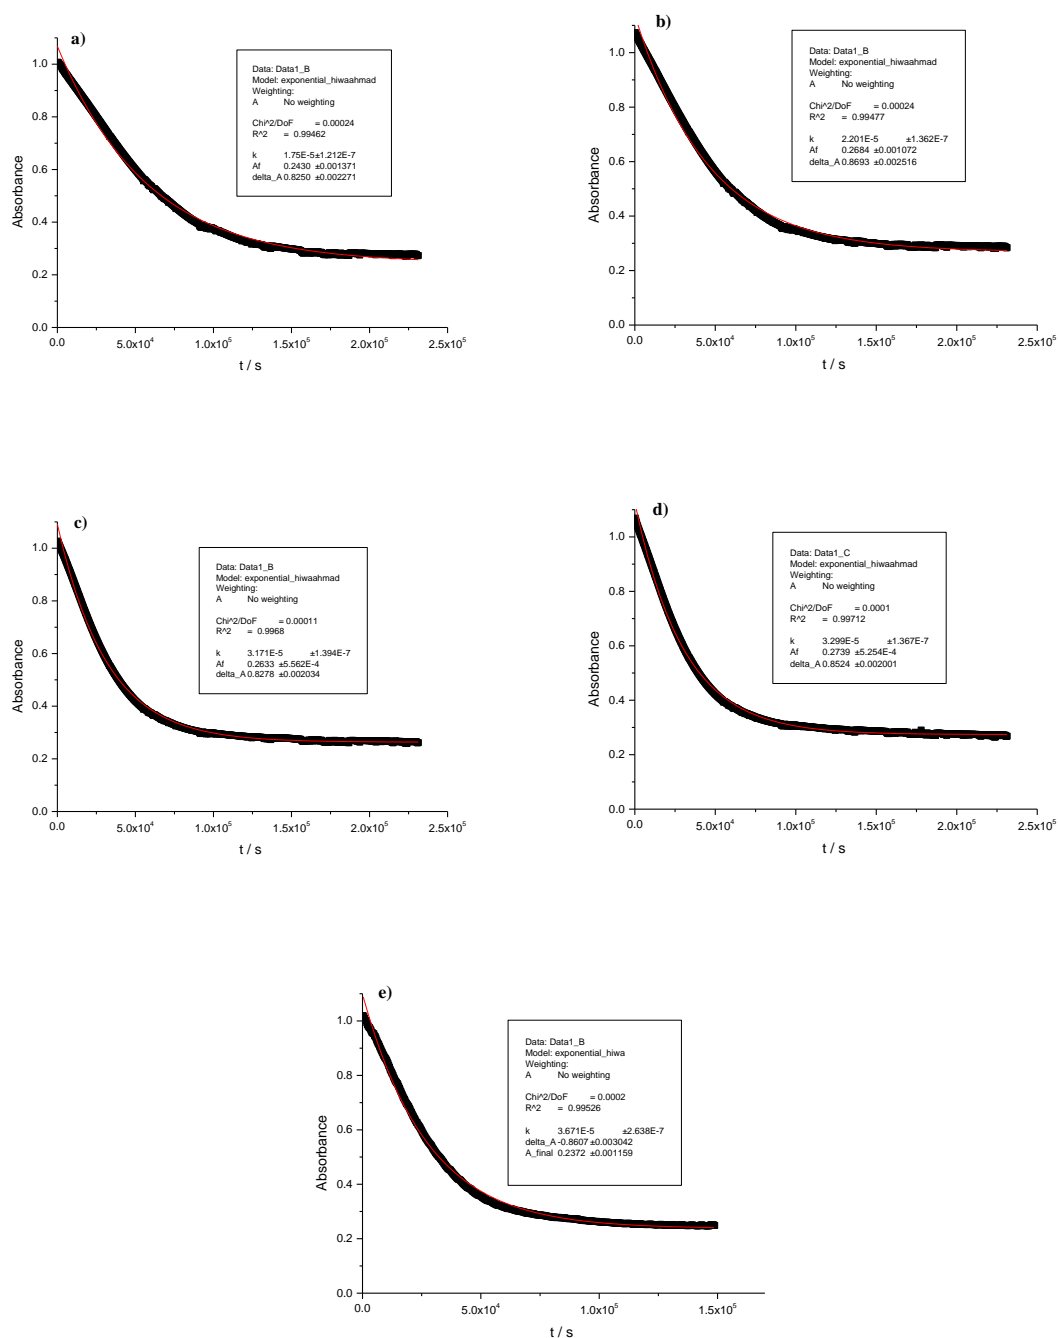 a)
Data: Data1_B
Model: exponential_hiwaahmad
Weighting:
A No weighting
Chi^2/DoF = 0.00024
R^2 = 0.99462
k 1.75E-5±1.212E-7
Af 0.2430 ±0.001371
delta_A 0.8250 ±0.002271
1.0
0.8
0.6
0.4
0.2
0.0
Absorbance
0.0 5.0x10⁴ 1.0x10⁵ 1.5x10⁵ 2.0x10⁵ 2.5x10⁵
t / s
b)
Data: Data1_B
Model: exponential_hiwaahmad
Weighting:
A No weighting
Chi^2/DoF = 0.00024
R^2 = 0.99477
k 2.201E-5 ±1.362E-7
Af 0.2684 ±0.001072
delta_A 0.8693 ±0.002516
1.0
0.8
0.6
0.4
0.2
0.0
Absorbance
0.0 5.0x10⁴ 1.0x10⁵ 1.5x10⁵ 2.0x10⁵ 2.5x10⁵
t / s
c)
Data: Data1_B
Model: exponential_hiwaahmad
Weighting:
A No weighting
Chi^2/DoF = 0.00011
R^2 = 0.9968
k 3.171E-5 ±1.394E-7
Af 0.2633 ±5.562E-4
delta_A 0.8278 ±0.002034
1.0
0.8
0.6
0.4
0.2
0.0
Absorbance
0.0 5.0x10⁴ 1.0x10⁵ 1.5x10⁵ 2.0x10⁵ 2.5x10⁵
t / s
d)
Data: Data1_C
Model: exponential_hiwaahmad
Weighting:
A No weighting
Chi^2/DoF = 0.0001
R^2 = 0.99712
k 3.299E-5 ±1.367E-7
Af 0.2739 ±5.254E-4
delta_A 0.8524 ±0.002001
1.0
0.8
0.6
0.4
0.2
0.0
Absorbance
0.0 5.0x10⁴ 1.0x10⁵ 1.5x10⁵ 2.0x10⁵ 2.5x10⁵
t / s
e)
Data: Data1_B
Model: exponential_hiwa
Weighting:
A No weighting
Chi^2/DoF = 0.0002
R^2 = 0.99526
k 3.671E-5 ±2.638E-7
delta_A -0.8607 ±0.003042
A_final 0.2372 ±0.001159
1.0
0.8
0.6
0.4
0.2
0.0
Absorbance
0.0 5.0x10⁴ 1.0x10⁵ 1.5x10⁵
t / s